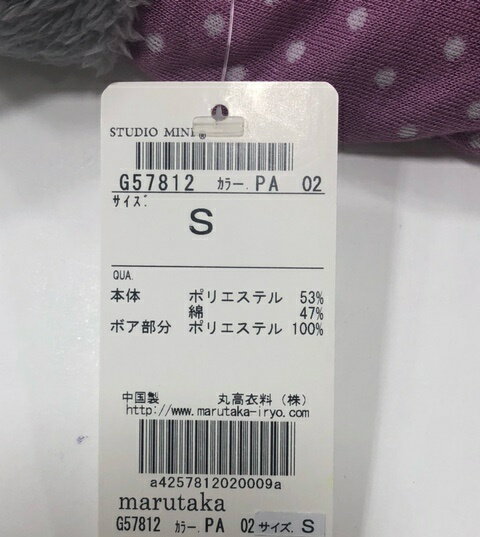 STUDIO MINI®
G57812 カラー. PA 02
サイズ.
S
QUA.
本体 ポリエステル 53%
綿 47%
ボア部分 ポリエステル 100%
中国製 丸高衣料（株）
http://www.marutaka-iryo.com
a4257812020009a
marutaka
G57812 カラー. PA 02 サイズ. S